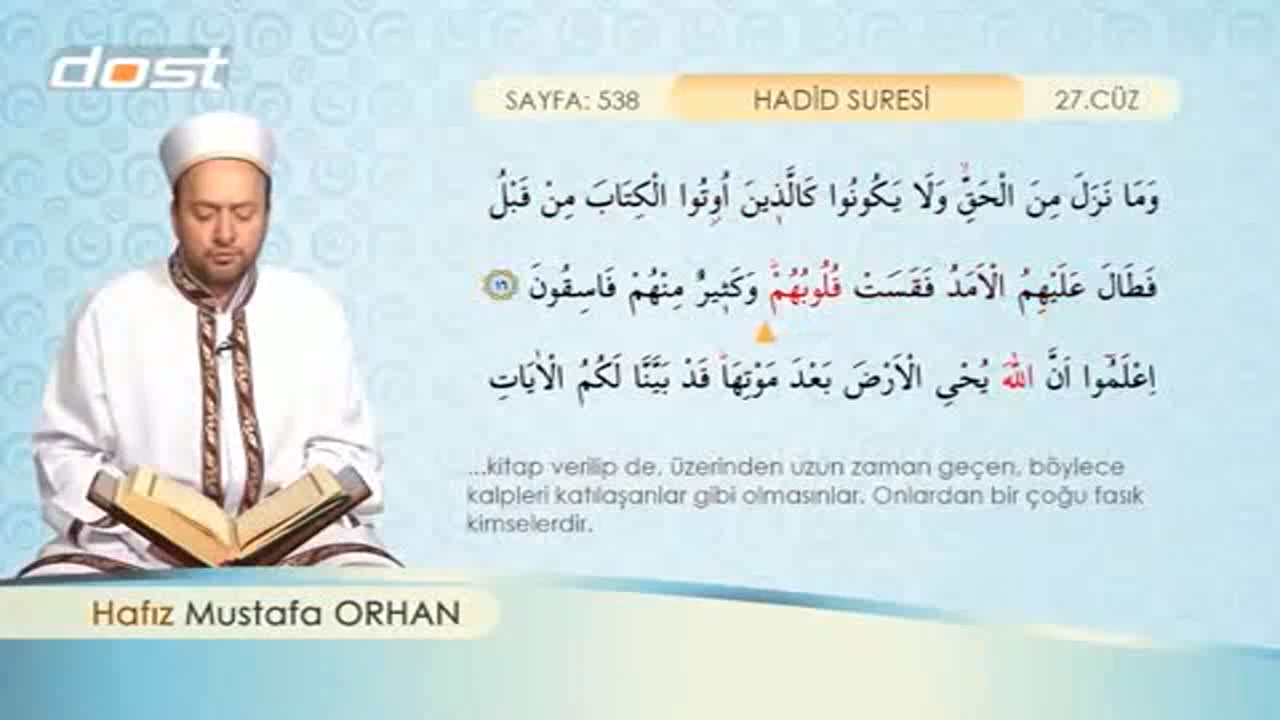 dost
SAYFA: 538
HADİD SURESİ
27.CÜZ
وَمَا نَزَلَ مِنَ الْحَقِّۙ وَلَا يَكُونُوا كَالَّذ۪ينَ اُوتُوا الْكِتَابَ مِنْ قَبْلُ
فَطَالَ عَلَيْهِمُ الْاَمَدُ فَقَسَتْ قُلُوبُهُمْۜ وَكَث۪يرٌ مِنْهُمْ فَاسِقُونَ ﴿١٦﴾
اِعْلَمُٓوا اَنَّ اللّٰهَ يُحْيِ الْاَرْضَ بَعْدَ مَوْتِهَاۜ قَدْ بَيَّنَّا لَكُمُ الْاٰيَاتِ
...kitap verilip de, üzerinden uzun zaman geçen, böylece
kalpleri katılaşanlar gibi olmasınlar. Onlardan bir çoğu fasık
kimselerdir.
Hafız Mustafa ORHAN